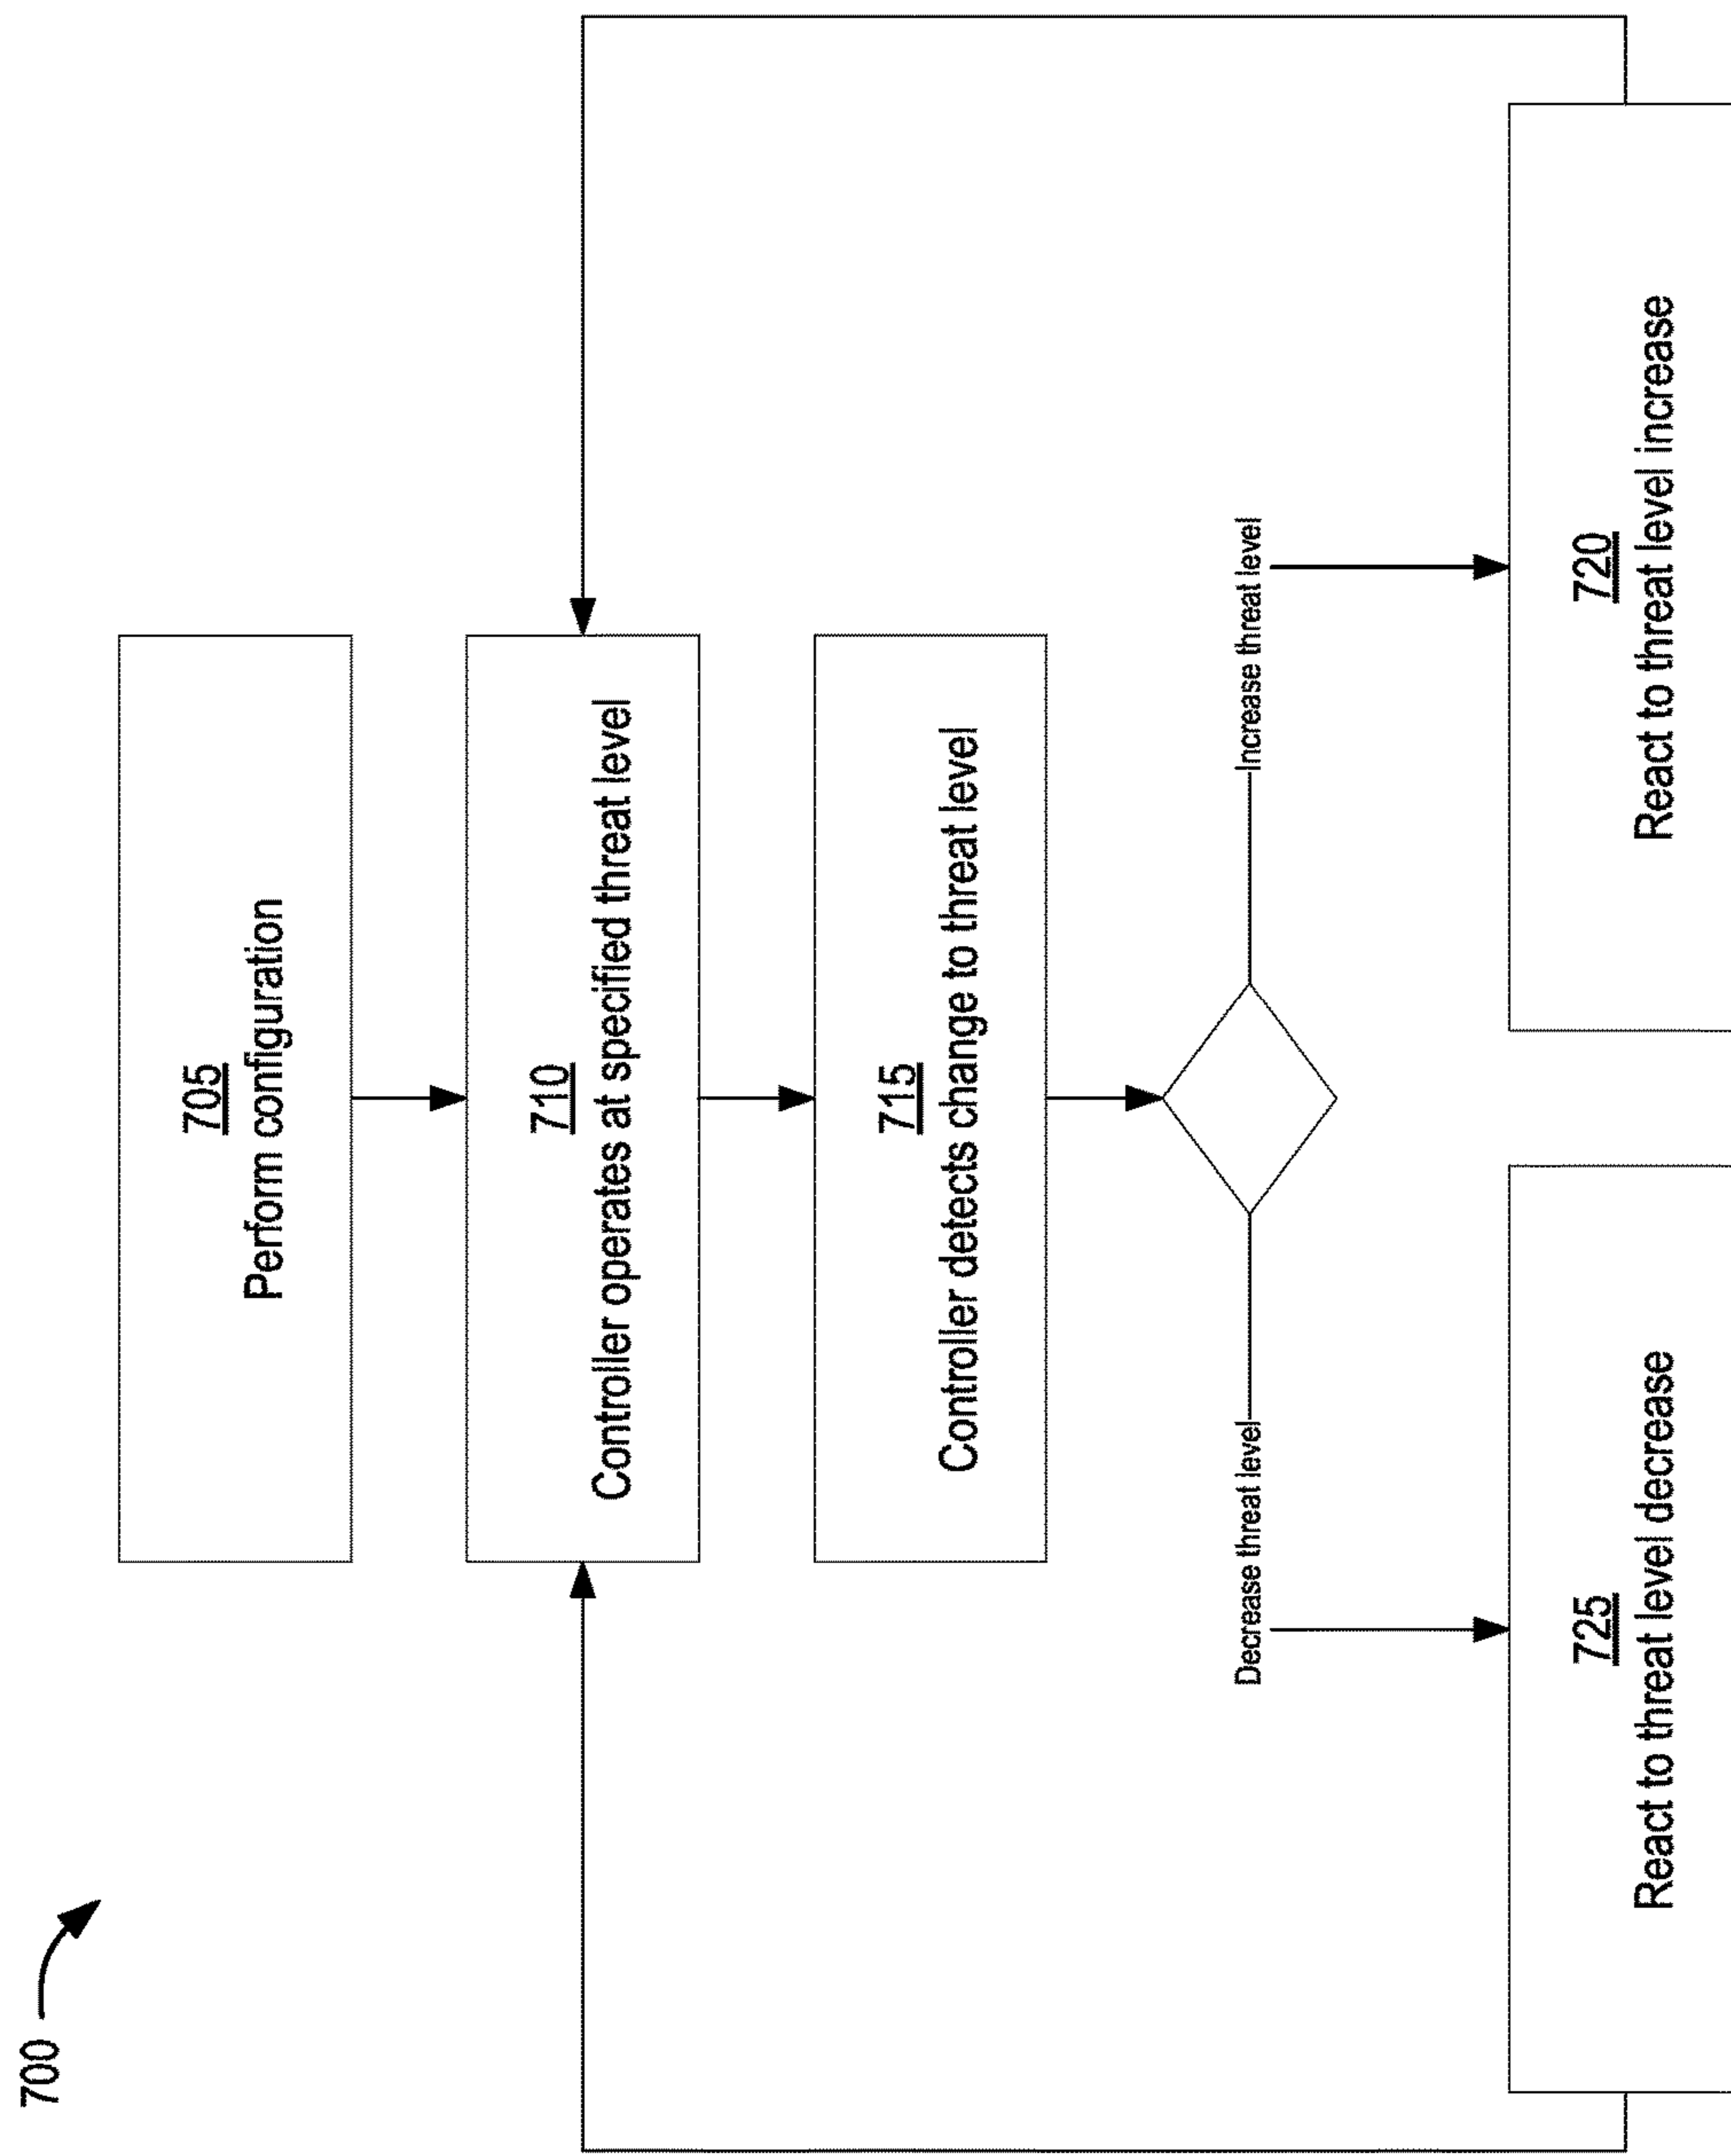 700
705
Perform configuration
710
Controller operates at specified threat level
715
Controller detects change to threat level
Decrease threat level
Increase threat level
725
React to threat level decrease
720
React to threat level increase